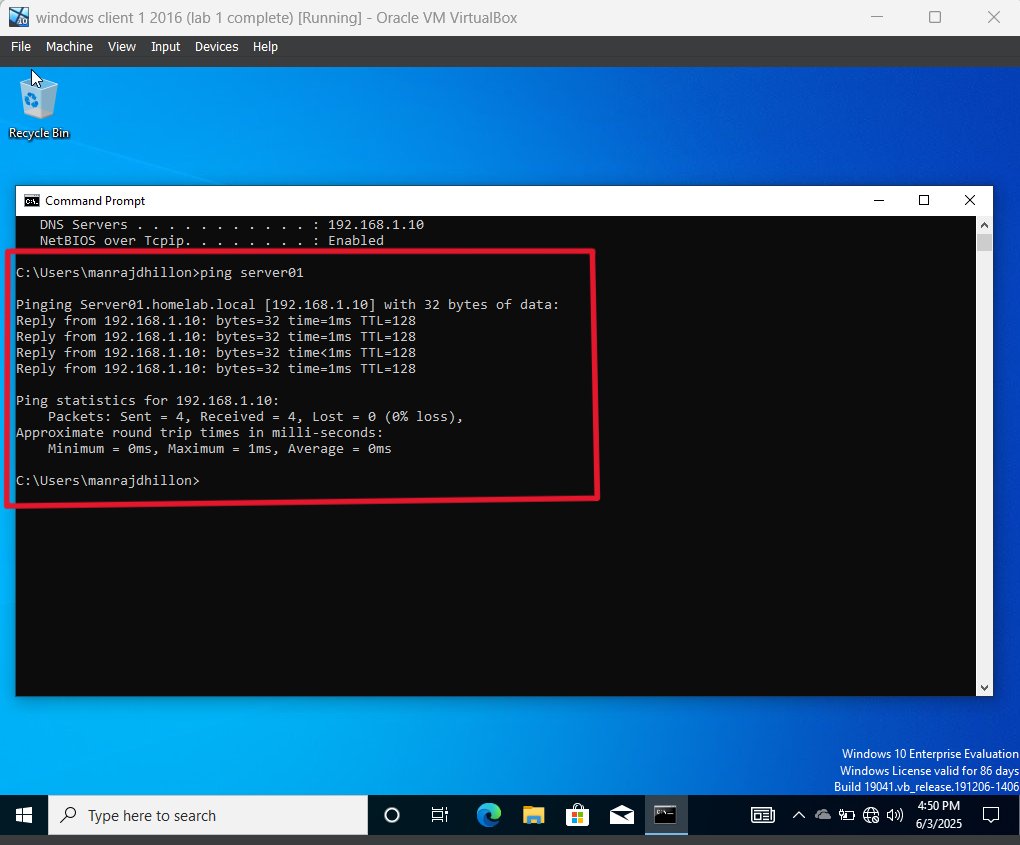 windows client 1 2016 (lab 1 complete) [Running] - Oracle VM VirtualBox
File Machine View Input Devices Help
Recycle Bin
Command Prompt
DNS Servers . . . . . . . . . . . : 192.168.1.10
NetBIOS over Tcpip. . . . . . . . : Enabled
C:\Users\manrajdhillon>ping server01
Pinging Server01.homelab.local [192.168.1.10] with 32 bytes of data:
Reply from 192.168.1.10: bytes=32 time=1ms TTL=128
Reply from 192.168.1.10: bytes=32 time=1ms TTL=128
Reply from 192.168.1.10: bytes=32 time<1ms TTL=128
Reply from 192.168.1.10: bytes=32 time=1ms TTL=128
Ping statistics for 192.168.1.10:
Packets: Sent = 4, Received = 4, Lost = 0 (0% loss),
Approximate round trip times in milli-seconds:
Minimum = 0ms, Maximum = 1ms, Average = 0ms
C:\Users\manrajdhillon>
Windows 10 Enterprise Evaluation
Windows License valid for 86 days
Build 19041.vb_release.191206-1406
Type here to search
4:50 PM
6/3/2025